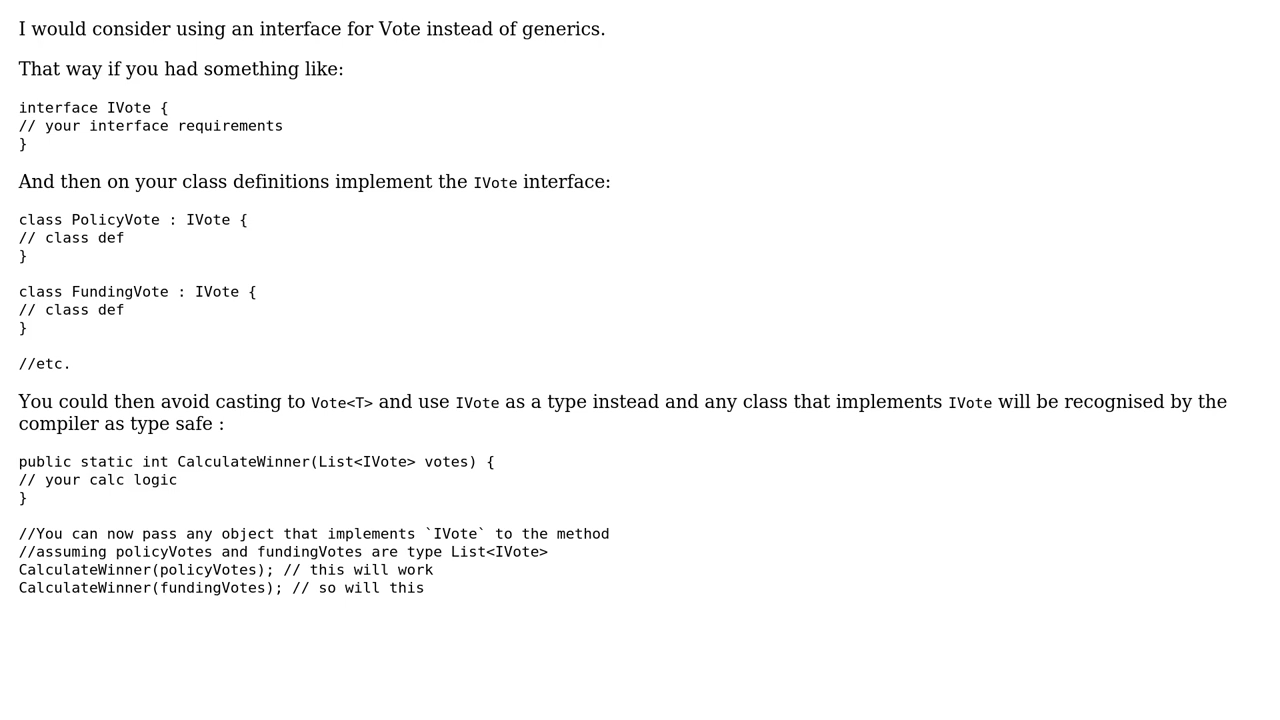 I would consider using an interface for Vote instead of generics.
That way if you had something like:
interface IVote {
// your interface requirements
}
And then on your class definitions implement the IVote interface:
class PolicyVote : IVote {
// class def
}
class FundingVote : IVote {
// class def
}
//etc.
You could then avoid casting to Vote<T> and use IVote as a type instead and any class that implements IVote will be recognised by the
compiler as type safe :
public static int CalculateWinner(List<IVote> votes) {
// your calc logic
}
//You can now pass any object that implements `IVote` to the method
//assuming policyVotes and fundingVotes are type List<IVote>
CalculateWinner(policyVotes); // this will work
CalculateWinner(fundingVotes); // so will this